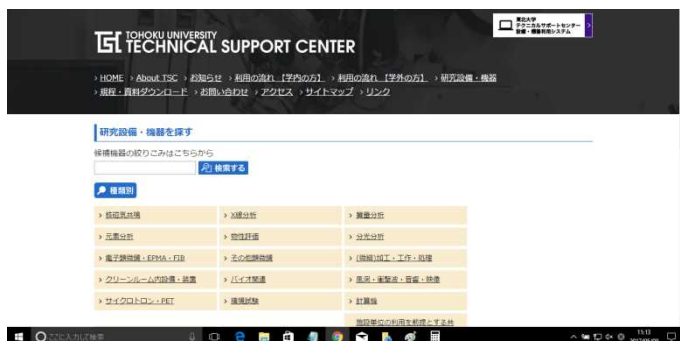 東北大学
テクニカルサポートセンター
設備・機器利用システム
TOHOKU UNIVERSITY
TECHNICAL SUPPORT CENTER
› HOME › About TSC › お知らせ › 利用の流れ 【学内の方】 › 利用の流れ 【学外の方】 › 研究設備・機器
› 規程・資料ダウンロード › お問い合わせ › アクセス › サイトマップ › リンク
研究設備・機器を探す
候補機器の絞りこみはこちらから
検索する
種類別
› 核磁気共鳴 › X線分析 › 質量分析
› 元素分析 › 物性評価 › 分光分析
› 電子顕微鏡・EPMA・FIB › その他顕微鏡 › (微細)加工・工作・処理
› クリーンルーム内設備・装置 › バイオ関連 › 風洞・衝撃波・音響・映像
› サイクロトロン・PET › 環境試験 › 計算機
施設単位の利用を前提とする共
ここに入力して検索
11:13